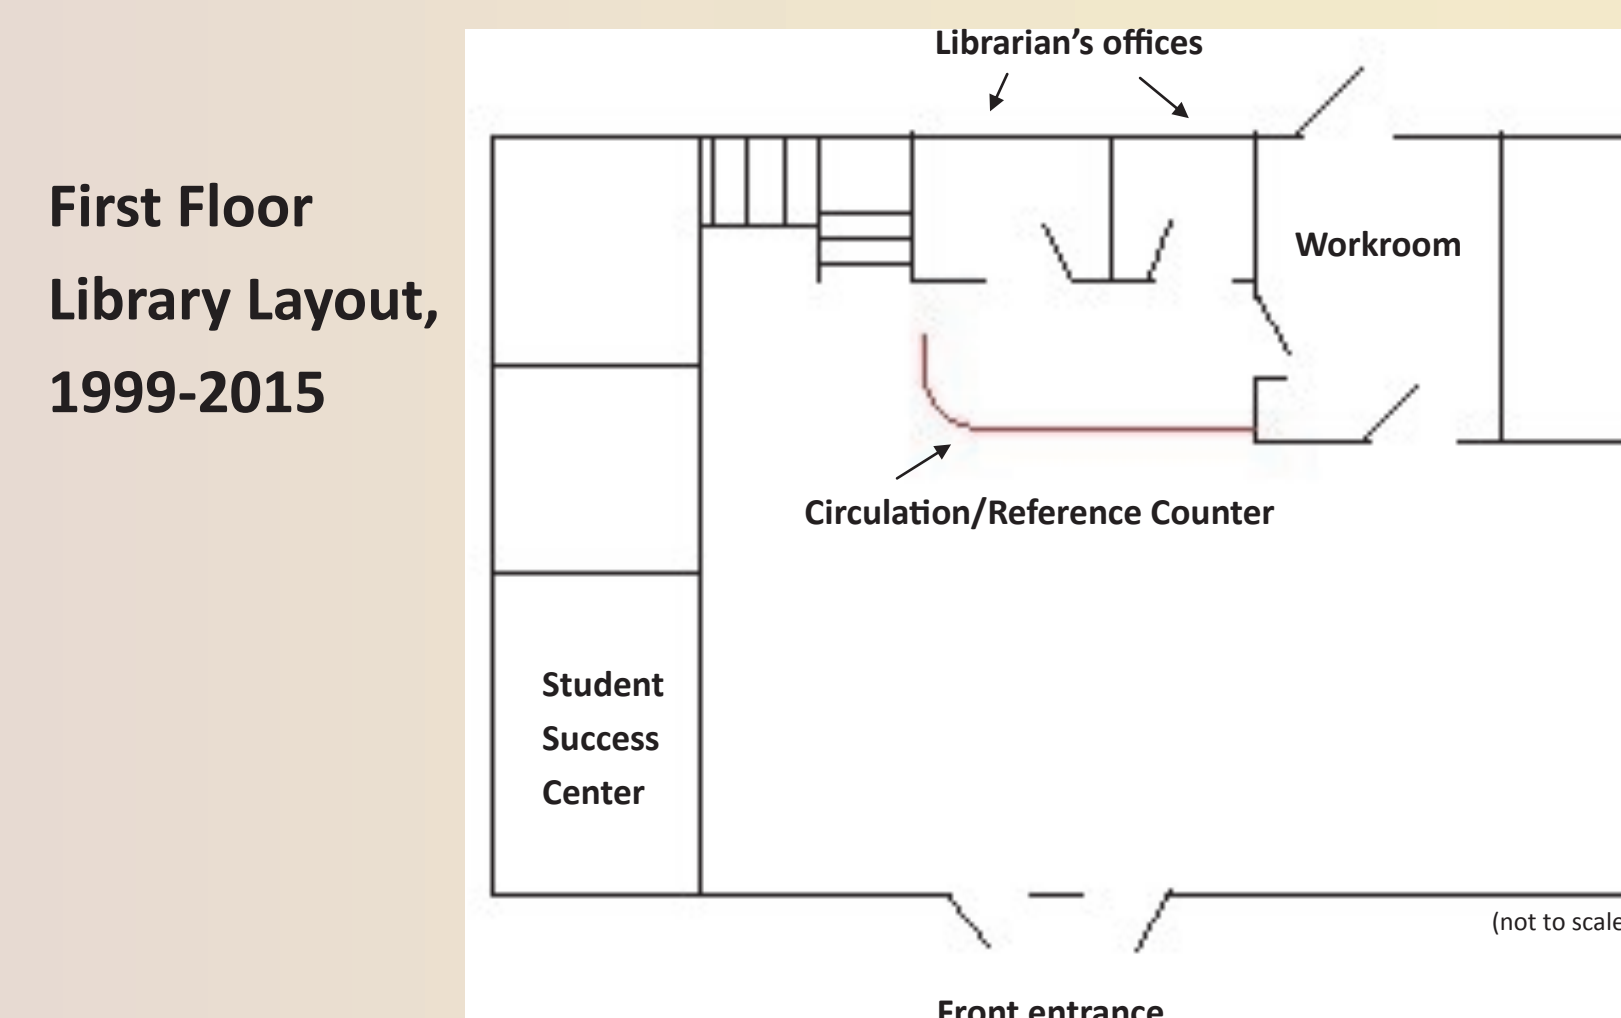 Librarian's offices
First Floor
Library Layout,
1999-2015
Workroom
Circulation/Reference Counter
Student
Success
Center
(not to scale
Front entrance